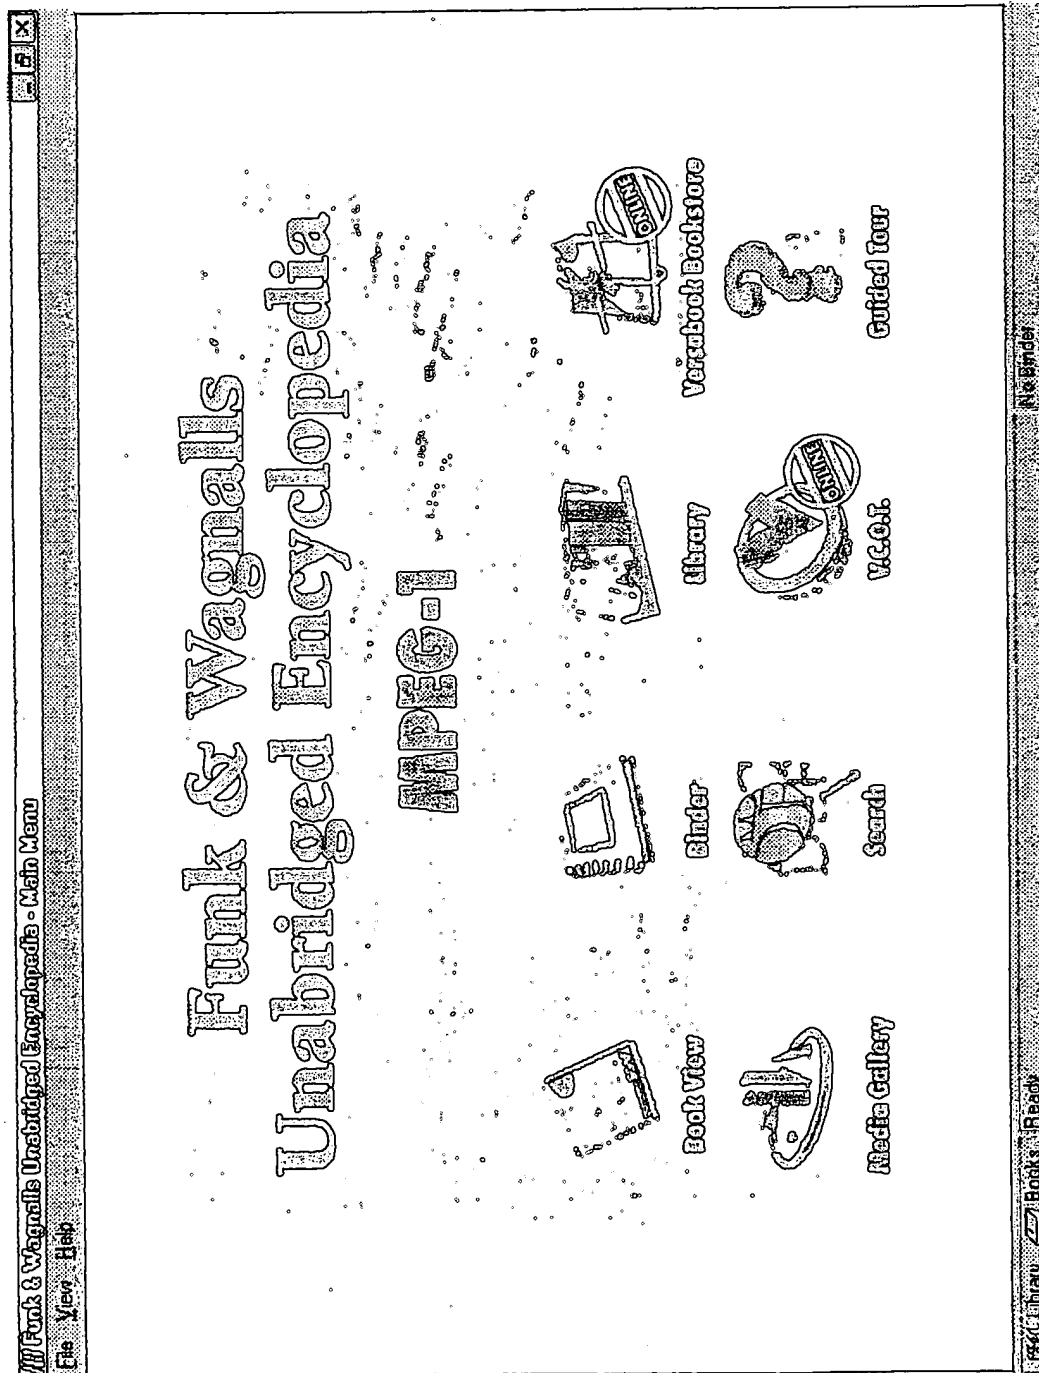 Funk & Wagnalls Unabridged Encyclopedia - Main Menu
File View Help
Funk & Wagnalls
Unabridged Encyclopedia
MPEG-1
Book View Binder Library Versabook Bookstore
ONLINE
Media Gallery Search V.C.O.T. Guided Tour
ONLINE
Library Books Ready No Binder